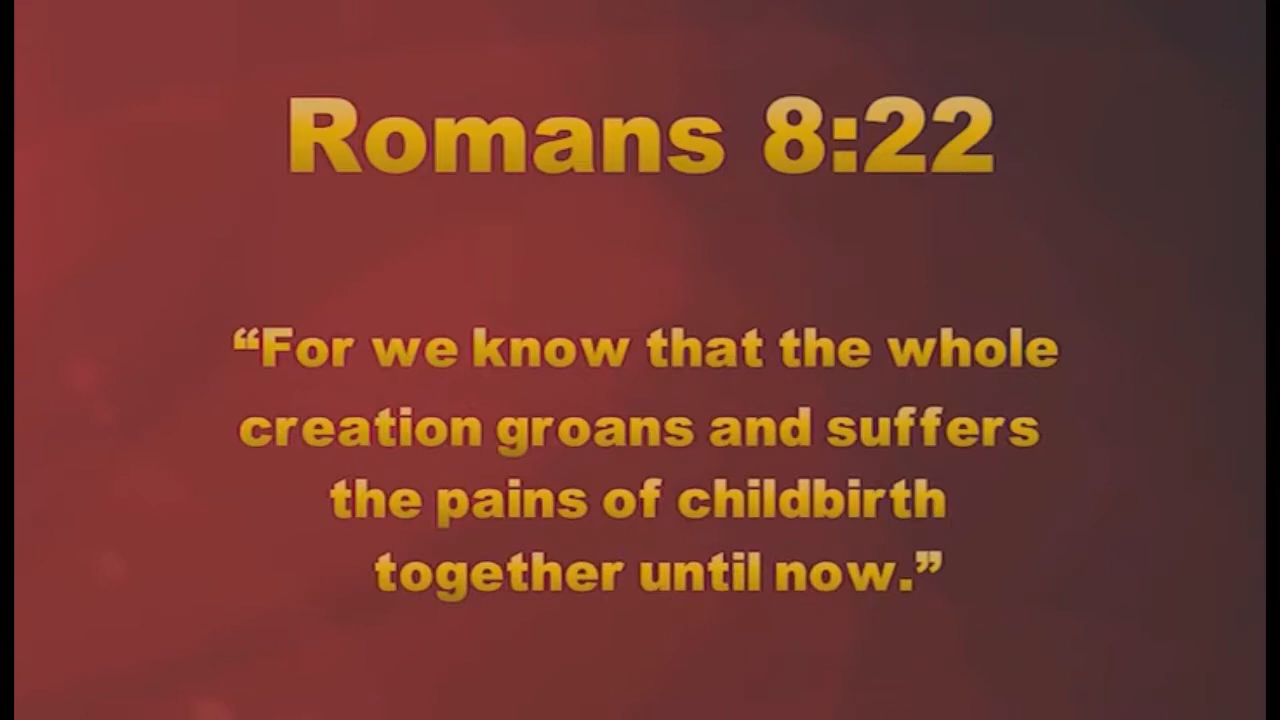 Romans 8:22
“For we know that the whole
creation groans and suffers
the pains of childbirth
together until now.”